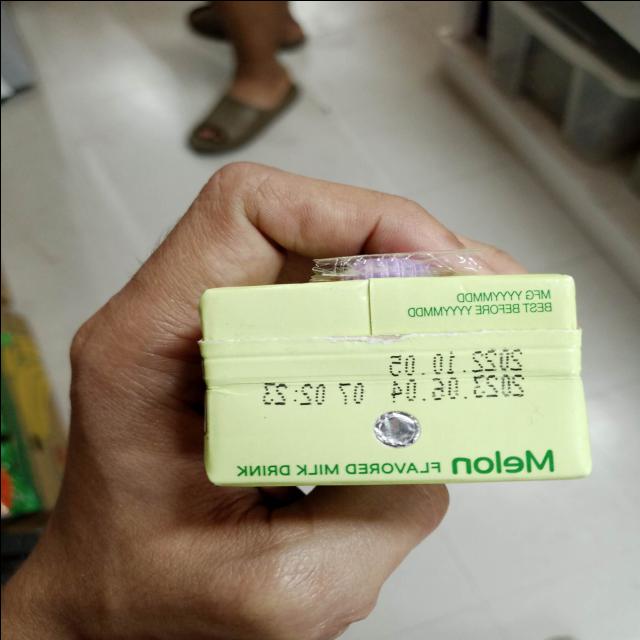 MFG YYYYMMDD
BEST BEFORE YYYYMMDD
2022.10.05
2023.06.04 07 02:23
Melon FLAVORED MILK DRINK